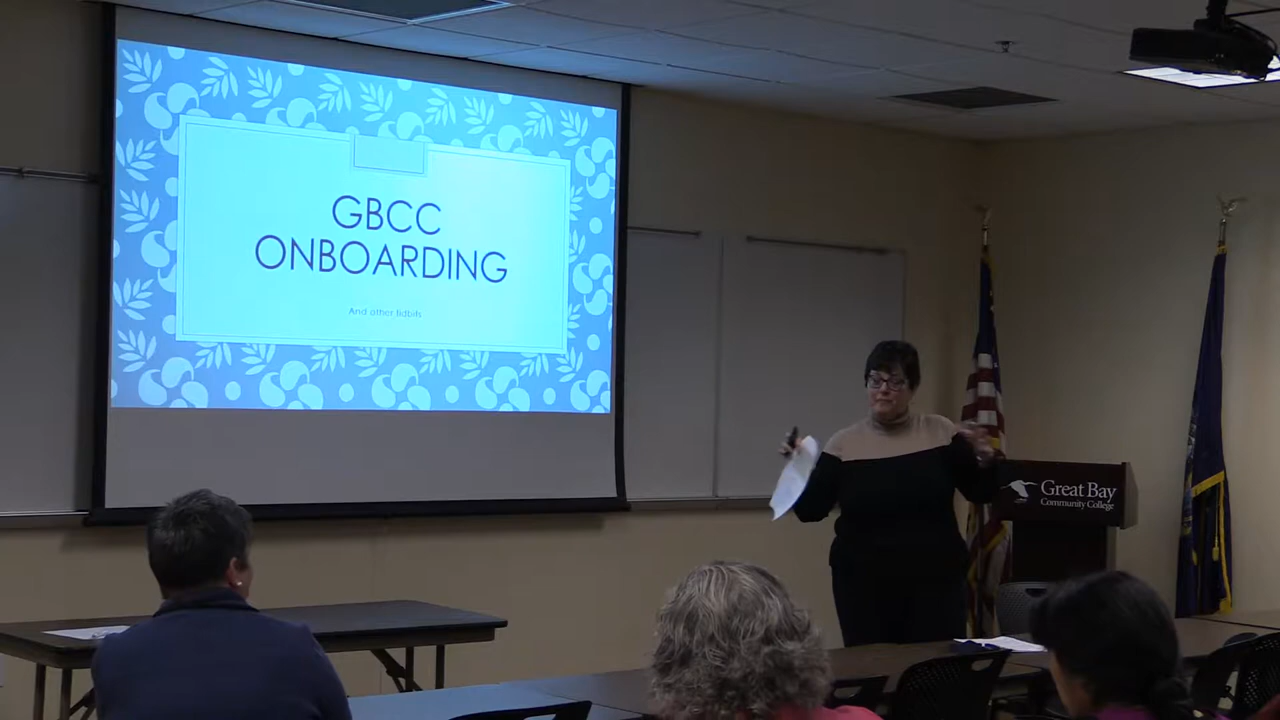 GBCC
ONBOARDING
And other tidbits
Great Bay
Community College